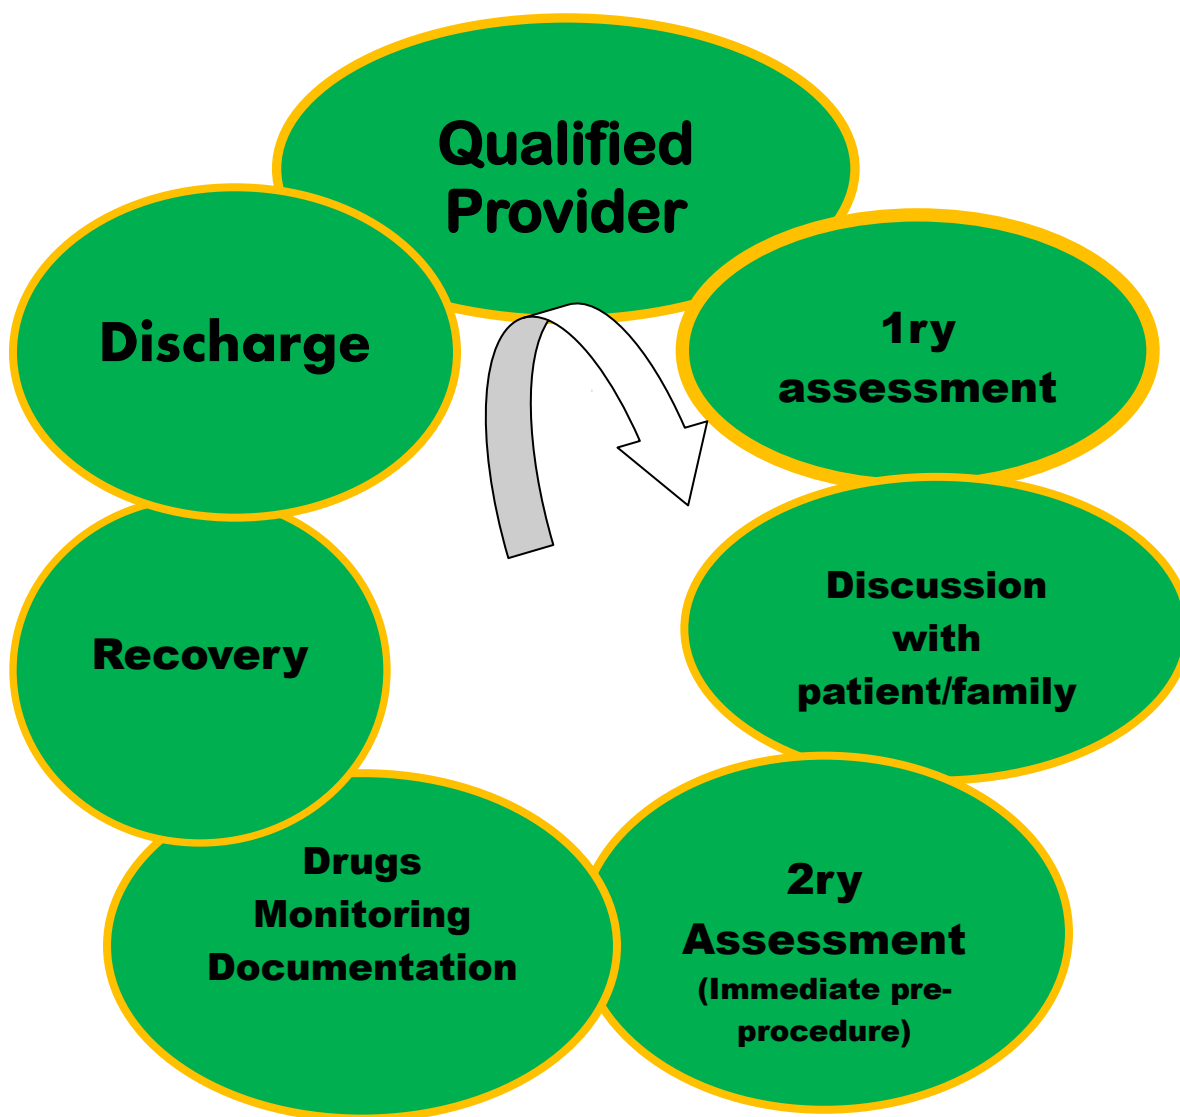 Qualified
Provider
1ry
assessment
Discussion
with
patient/family
2ry
Assessment
(Immediate pre-
procedure)
Drugs
Monitoring
Documentation
Recovery
Discharge